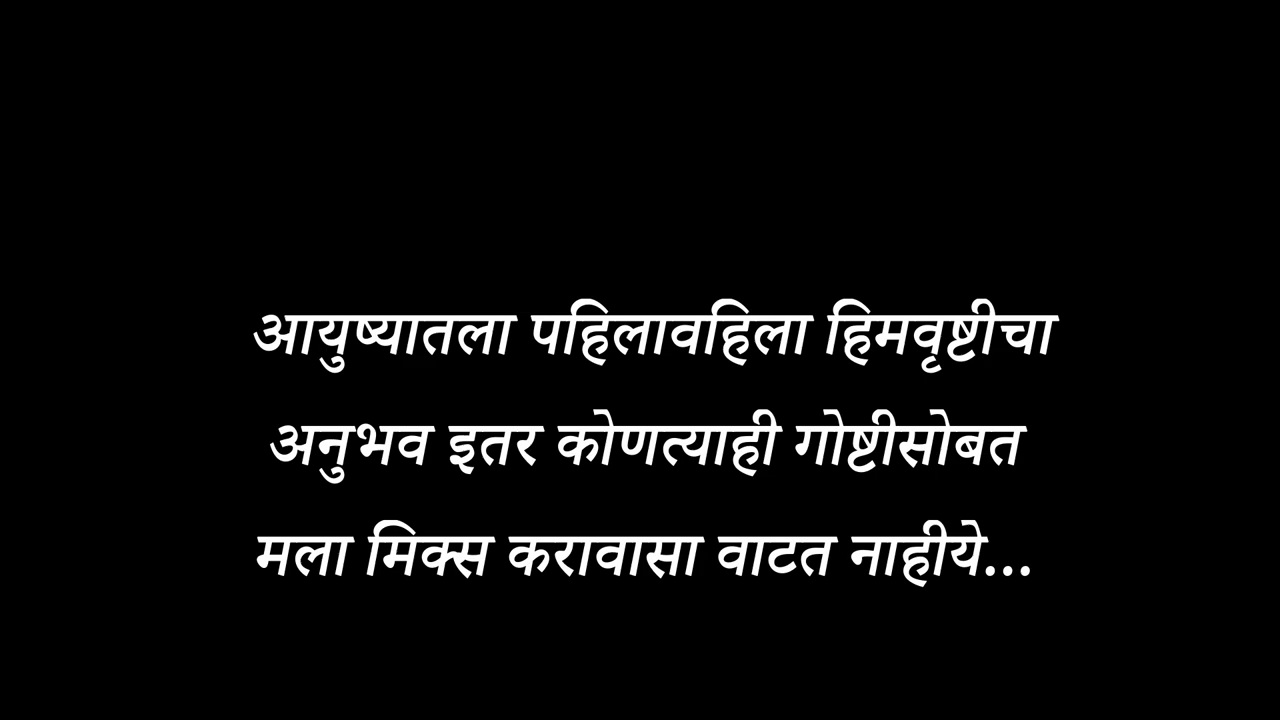 आयुष्यातला पहिलावहिला हिमवृष्टीचा
अनुभव इतर कोणत्याही गोष्टीसोबत
मला मिक्स करावासा वाटत नाहीये...